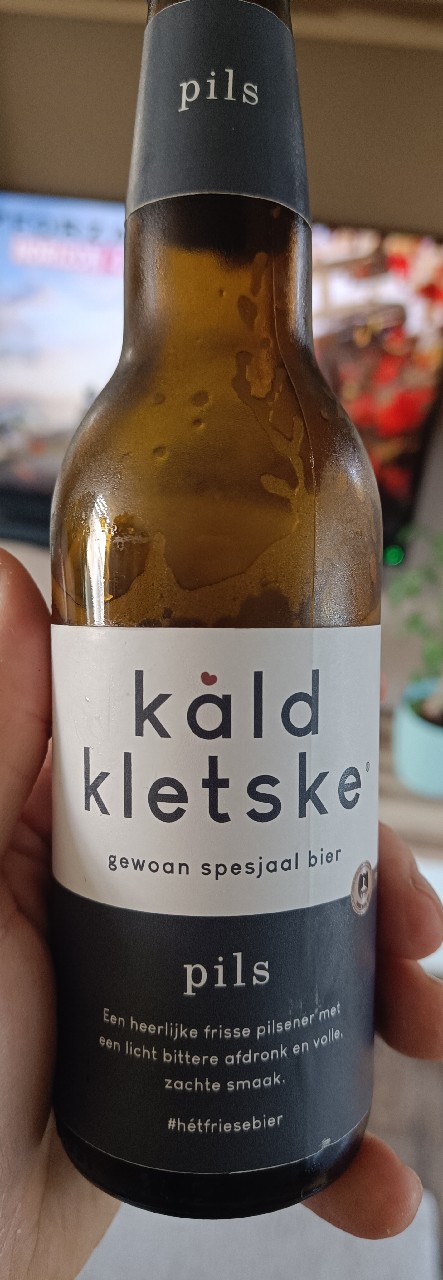 pils
kâld
kletske®
gewoan spesjaal bier
pils
Een heerlijke frisse pilsener met
een licht bittere afdronk en volle,
zachte smaak.
#hétfriesebier